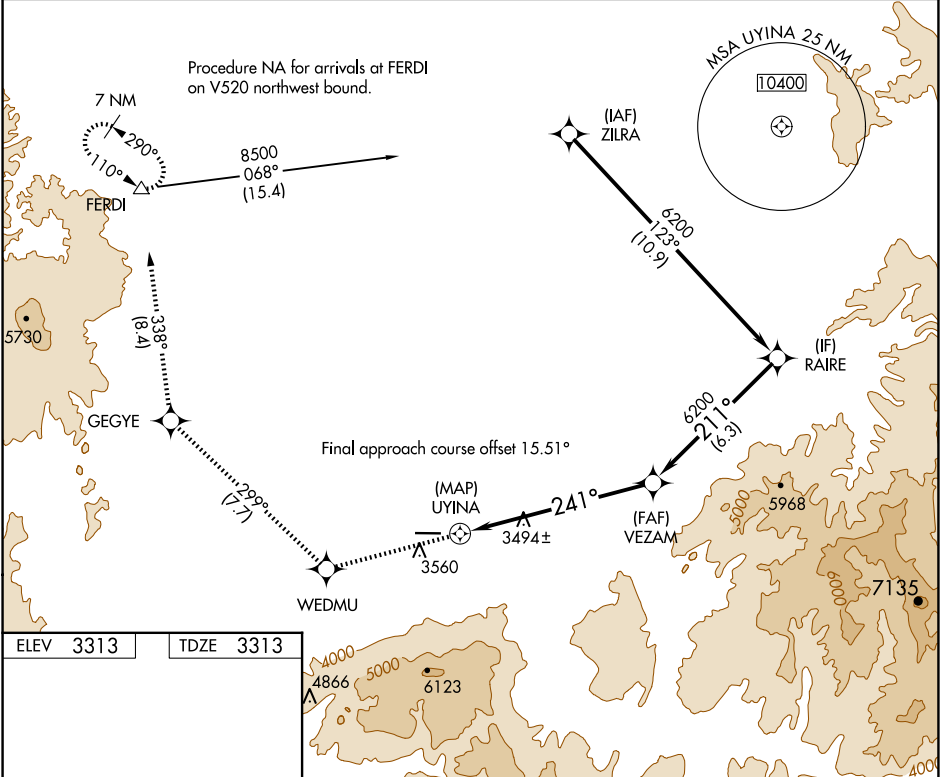 Procedure NA for arrivals at FERDI
on V520 northwest bound.
MSA UYINA 25 NM
10400
7 NM
290°
110°
FERDI
8500
068°
(15.4)
(IAF)
ZILRA
6200
123°
(10.9)
(IF)
RAIRE
5730
338°
(8.4)
GEGYE
6200
211°
(6.3)
Final approach course offset 15.51°
299°
(7.7)
(MAP)
UYINA
241°
(FAF)
VEZAM
3494±
3560
5968
5000
6000
7135
WEDMU
ELEV 3313
TDZE 3313
4000
5000
4866
6123
4000